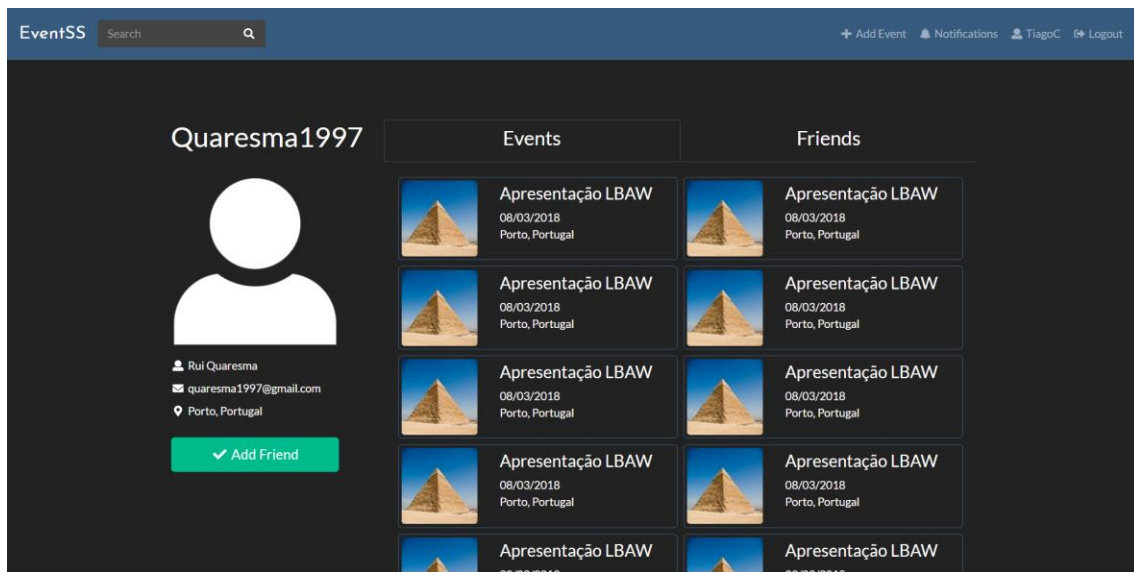 EventSS
Search
Add Event
Notifications
TiagoC
Logout
Quaresma1997
Rui Quaresma
quaresma1997@gmail.com
Porto, Portugal
Add Friend
Events
Friends
Apresentação LBAW
08/03/2018
Porto, Portugal
Apresentação LBAW
08/03/2018
Porto, Portugal
Apresentação LBAW
08/03/2018
Porto, Portugal
Apresentação LBAW
08/03/2018
Porto, Portugal
Apresentação LBAW
08/03/2018
Porto, Portugal
Apresentação LBAW
08/03/2018
Porto, Portugal
Apresentação LBAW
08/03/2018
Porto, Portugal
Apresentação LBAW
08/03/2018
Porto, Portugal
Apresentação LBAW
Apresentação LBAW